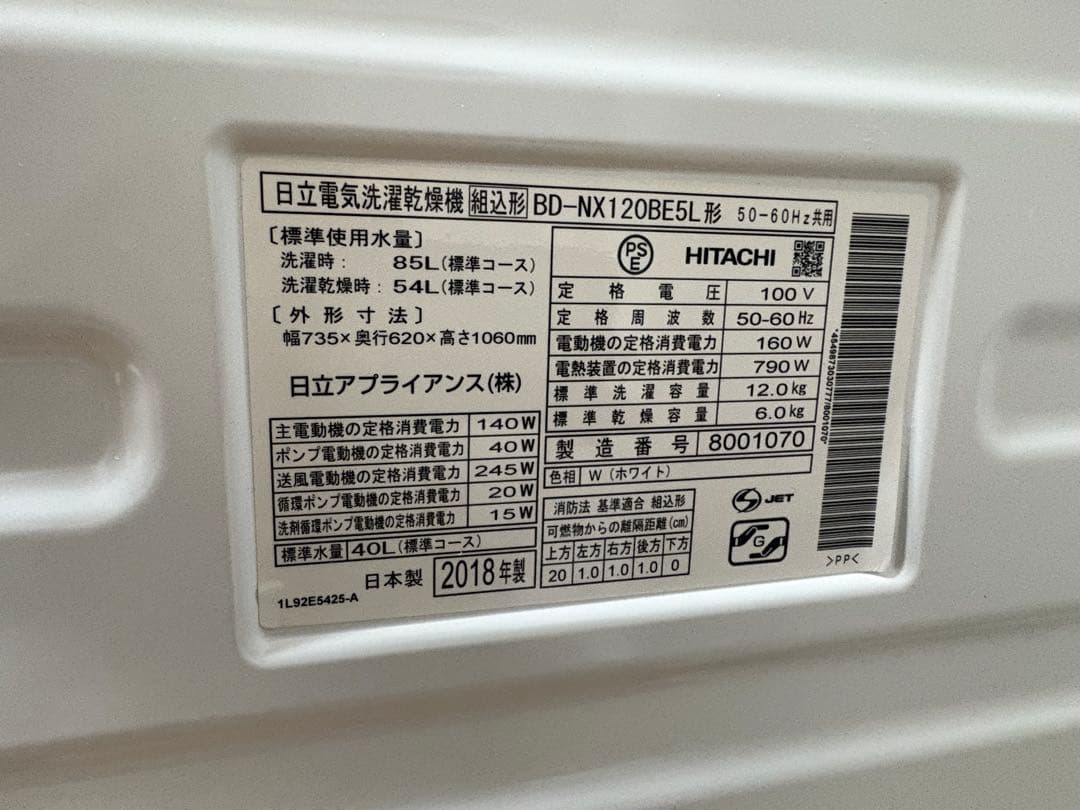 日立電気洗濯乾燥機 組込形 BD-NX120BE5L形 50-60Hz共用
〔標準使用水量〕
洗濯時： 85L(標準コース)
洗濯乾燥時： 54L(標準コース)
〔外形寸法〕
幅735×奥行620×高さ1060mm
日立アプライアンス(株)
主電動機の定格消費電力 140W
ポンプ電動機の定格消費電力 40W
送風電動機の定格消費電力 245W
循環ポンプ電動機の定格消費電力 20W
洗剤循環ポンプ電動機の定格消費電力 15W
標準水量 40L(標準コース)
日本製 2018年製
1L92E5425-A
PSE HITACHI
定格電圧 100V
定格周波数 50-60Hz
電動機の定格消費電力 160W
電熱装置の定格消費電力 790W
標準洗濯容量 12.0kg
標準乾燥容量 6.0kg
製造番号 8001070
色相 W（ホワイト）
消防法 基準適合 組込形
可燃物からの離隔距離(cm)
上方 左方 右方 後方 下方
20 1.0 1.0 1.0 0
JET
G
>PP<
*4549873030777/8001070*